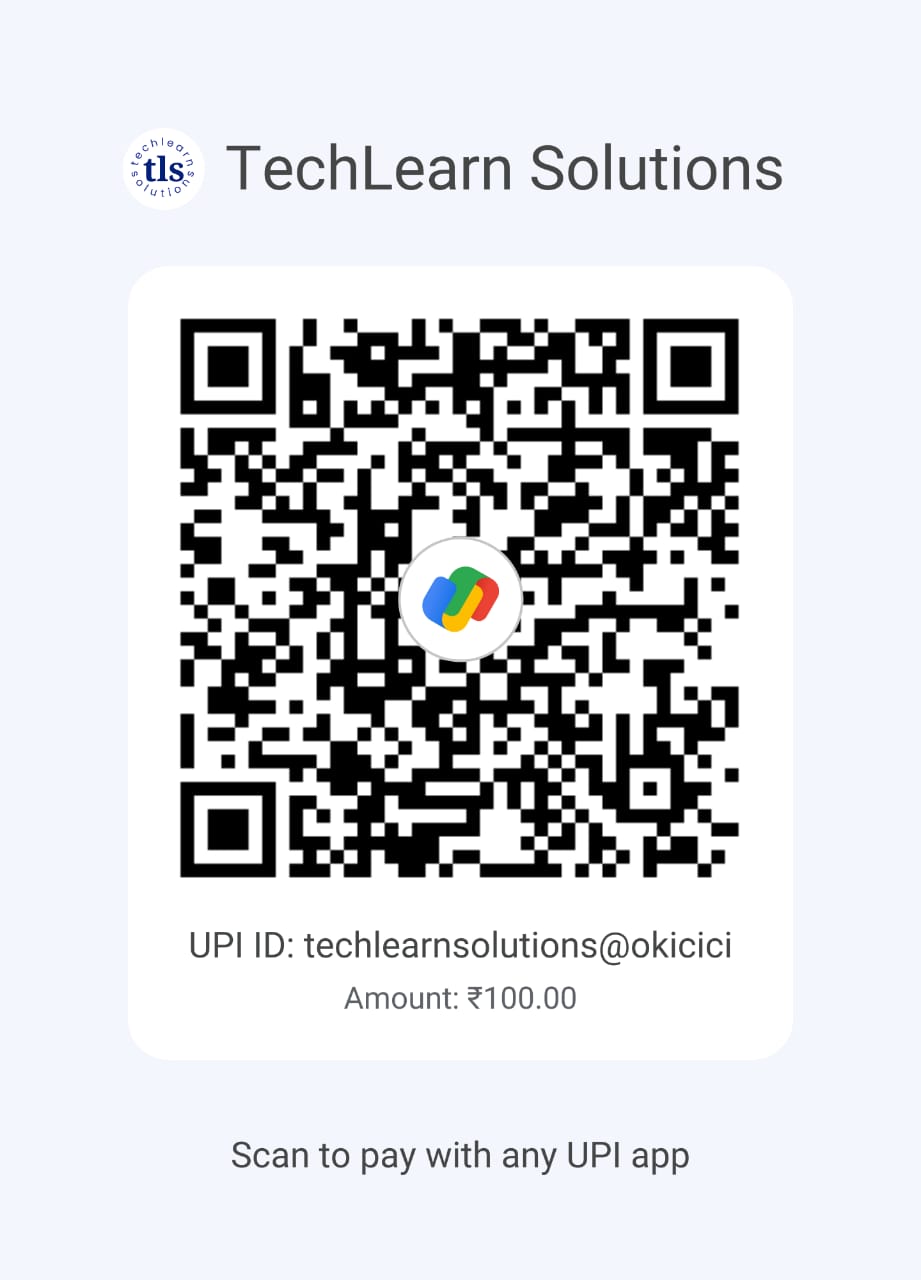 techlearn
tls
solutions
TechLearn Solutions
UPI ID: techlearnsolutions@okicici
Amount: ₹100.00
Scan to pay with any UPI app